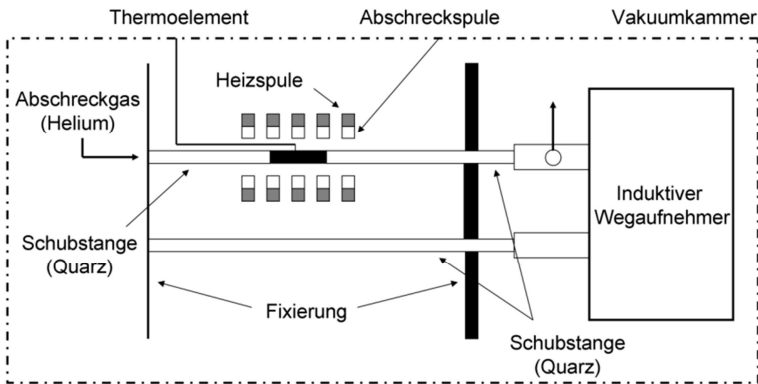 Thermoelement
Abschreckspule
Vakuumkammer
Heizspule
Abschreckgas
(Helium)
Induktiver
Wegaufnehmer
Schubstange
(Quarz)
Fixierung
Schubstange
(Quarz)